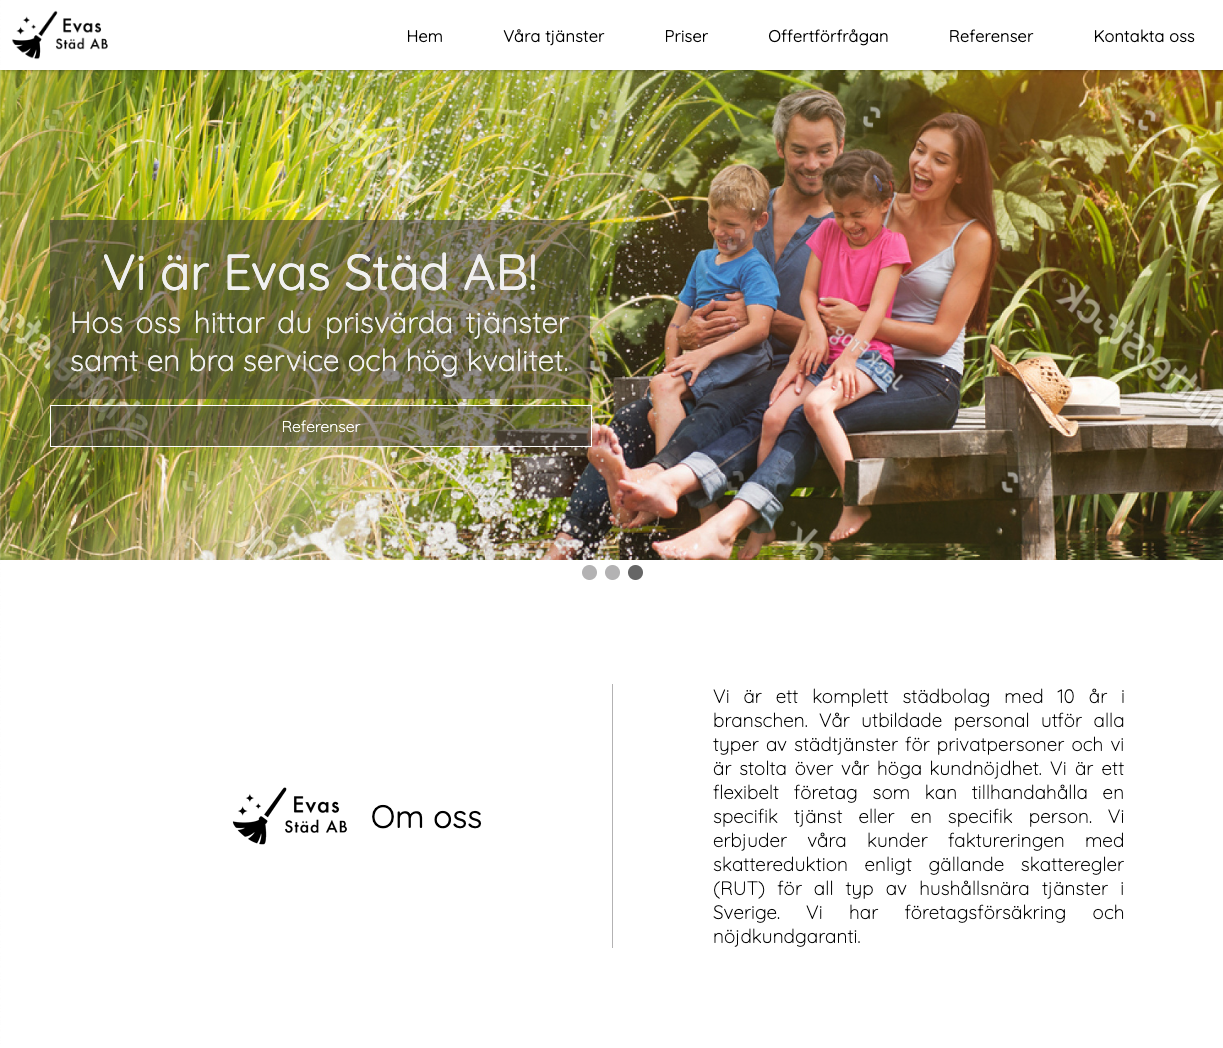 Evas
Städ AB
Hem
Våra tjänster
Priser
Offertförfrågan
Referenser
Kontakta oss
Vi är Evas Städ AB!
Hos oss hittar du prisvärda tjänster
samt en bra service och hög kvalitet.
Referenser
Evas
Städ AB
Om oss
Vi är ett komplett städbolag med 10 år i
branschen. Vår utbildade personal utför alla
typer av städtjänster för privatpersoner och vi
är stolta över vår höga kundnöjdhet. Vi är ett
flexibelt företag som kan tillhandahålla en
specifik tjänst eller en specifik person. Vi
erbjuder våra kunder faktureringen med
skattereduktion enligt gällande skatteregler
(RUT) för all typ av hushållsnära tjänster i
Sverige. Vi har företagsförsäkring och
nöjdkundgaranti.